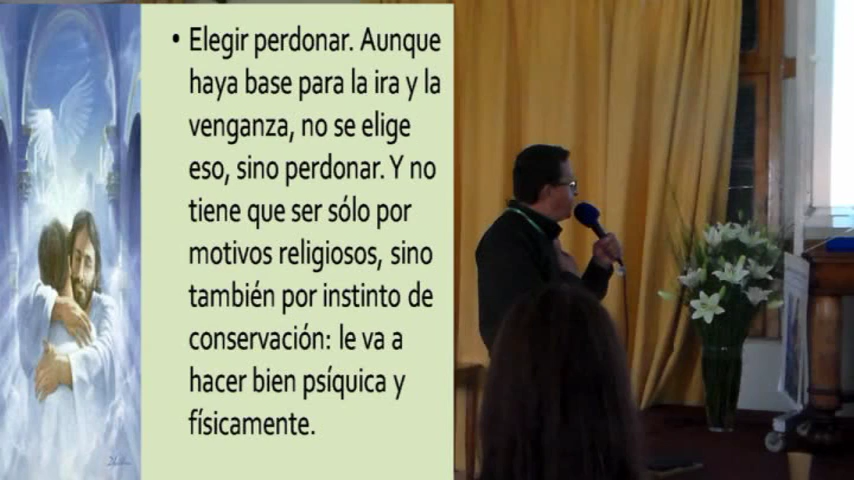 • Elegir perdonar. Aunque
haya base para la ira y la
venganza, no se elige
eso, sino perdonar. Y no
tiene que ser sólo por
motivos religiosos, sino
también por instinto de
conservación: le va a
hacer bien psíquica y
físicamente.